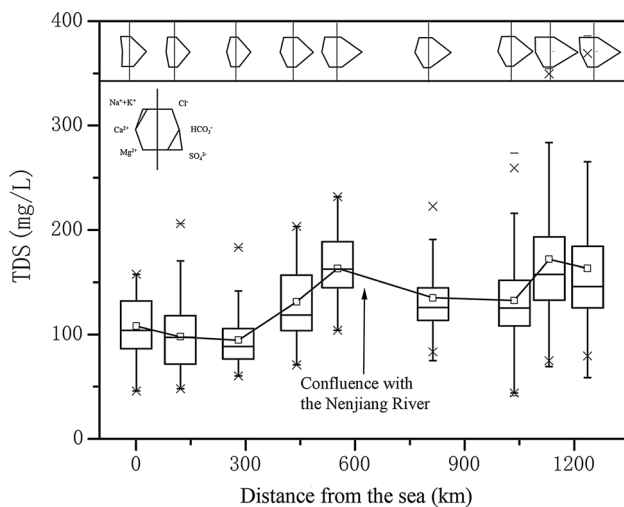 400
300
200
100
0
TDS (mg/L)
Na⁺+K⁺
Cl⁻
Ca²⁺
HCO₃⁻
Mg²⁺
SO₄²⁻
Confluence with
the Nenjiang River
0
300
600
900
1200
Distance from the sea (km)